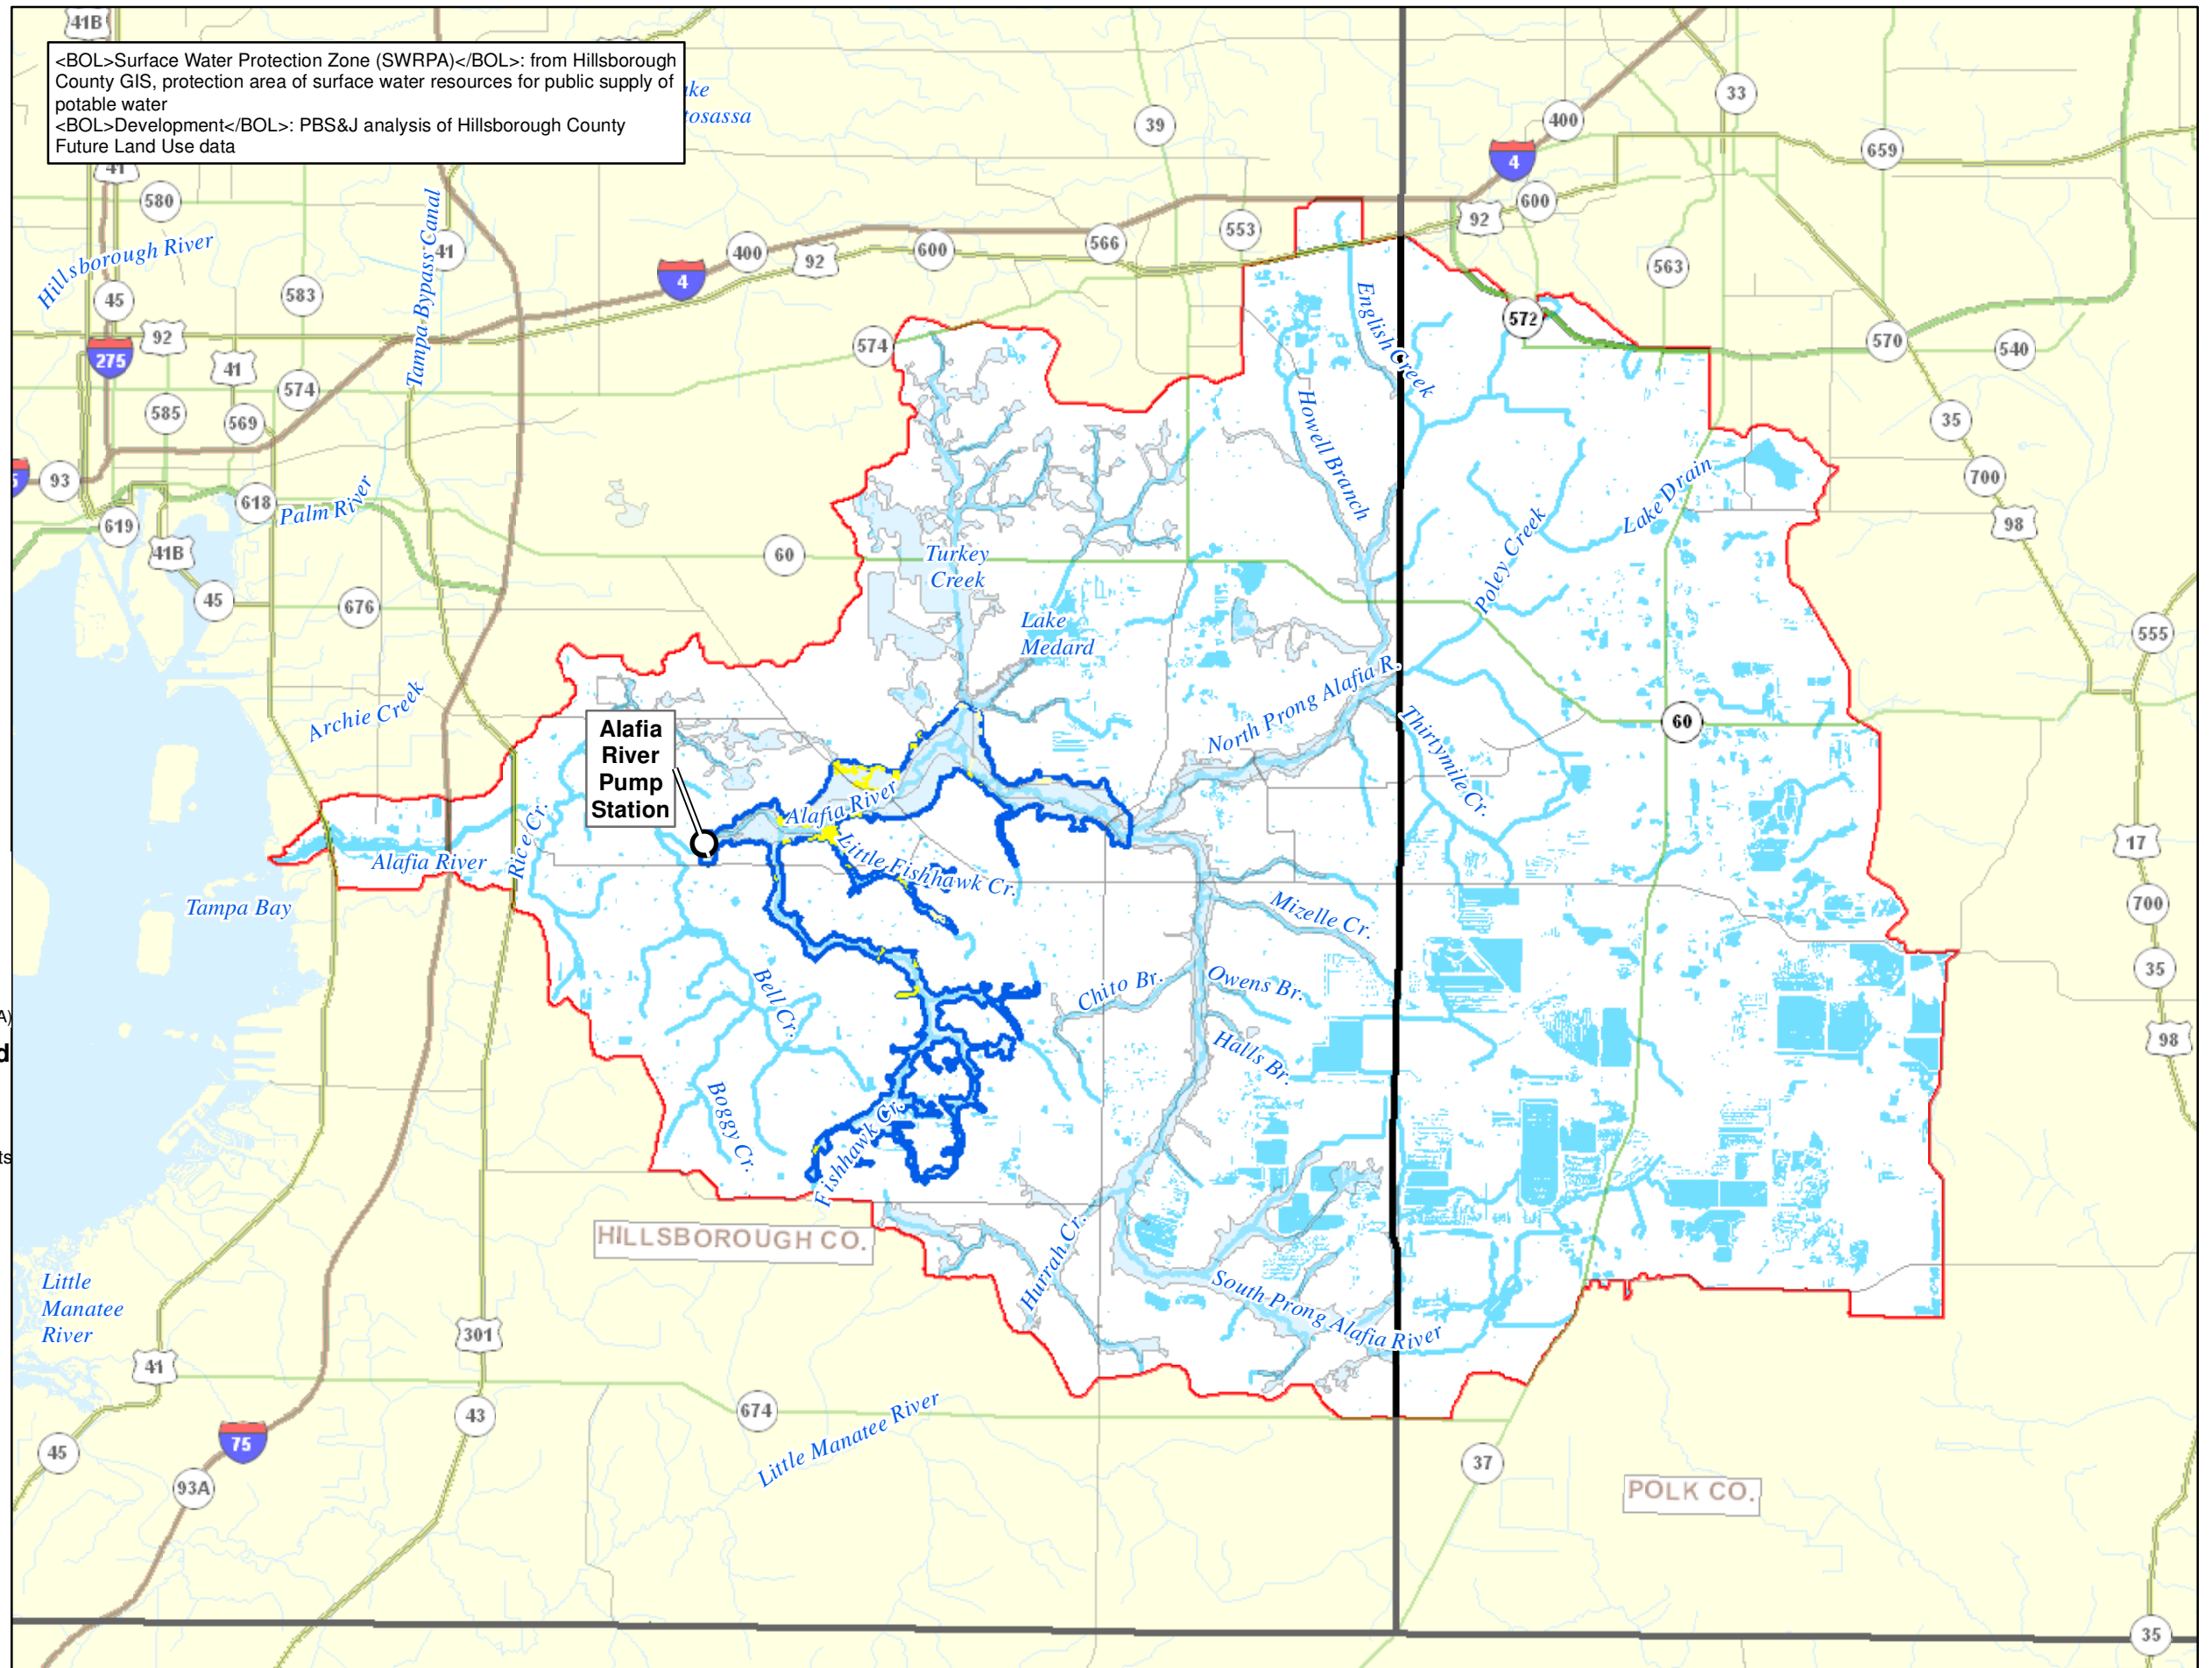 41B
<BOL>Surface Water Protection Zone (SWRPA)</BOL>: from Hillsborough
County GIS, protection area of surface water resources for public supply of
potable water
<BOL>Development</BOL>: PBS&J analysis of Hillsborough County
Future Land Use data
ke
tosassa
33
39
400
4
659
41
580
600
92
553
566
600
400
92
4
41
Hillsborough River
Tampa Bypass Canal
583
45
563
English Creek
572
92
275
41
574
570
540
574
585
569
35
Howell Branch
93
700
618
Palm River
619
Lake Drain
98
41B
60
Turkey
Creek
Poley Creek
45
676
Lake
Medard
555
Archie Creek
North Prong Alafia R.
Thirtymile Cr.
60
Alafia
River
Pump
Station
Alafia River
Rice Cr.
Alafia River
Little Fishhawk Cr.
17
Tampa Bay
Mizelle Cr.
700
Bell Cr.
Chito Br.
Owens Br.
35
A)
d
Halls Br.
98
Boggy Cr.
Fishhawk Cr.
ts
HILLSBOROUGH CO.
Hurrah Cr.
South Prong Alafia River
Little
Manatee
River
301
41
43
674
Little Manatee River
75
45
93A
37
POLK CO.
35